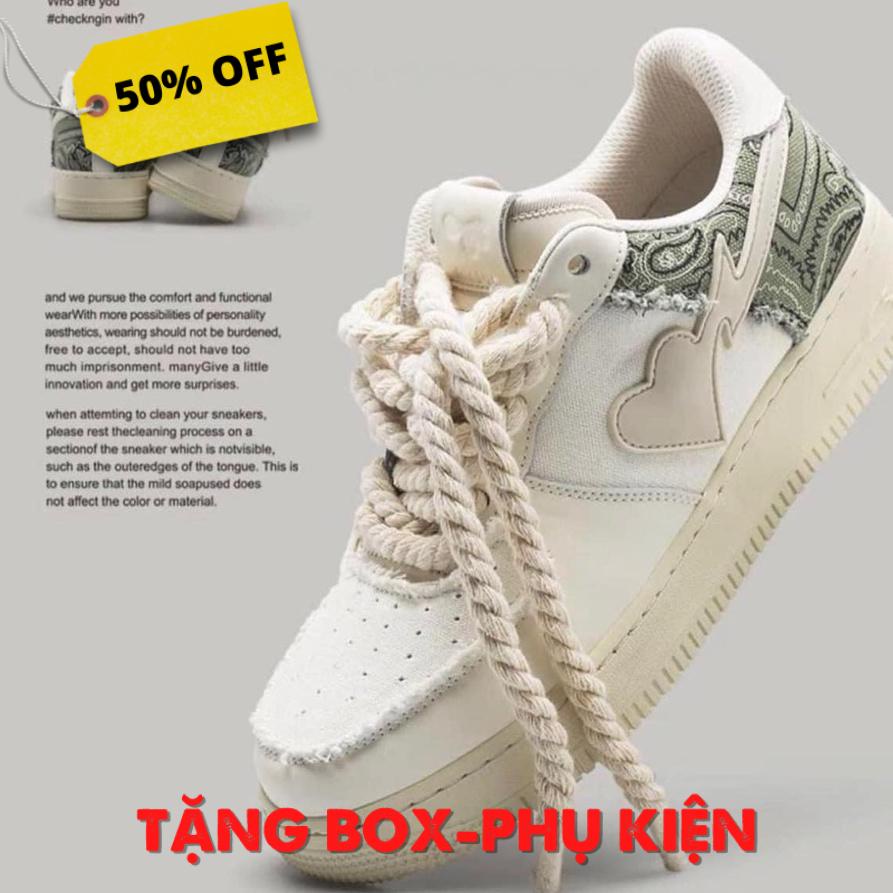 Who are you
#checkngin with?
50% OFF
and we pursue the comfort and functional
wearWith more possibilities of personality
aesthetics, wearing should not be burdened,
free to accept, should not have too
much imprisonment. manyGive a little
innovation and get more surprises.
when attemting to clean your sneakers,
please rest thecleaning process on a
sectionof the sneaker which is notvisible,
such as the outeredges of the tongue. This is
to ensure that the mild soapused does
not affect the color or material.
TẶNG BOX-PHỤ KIỆN